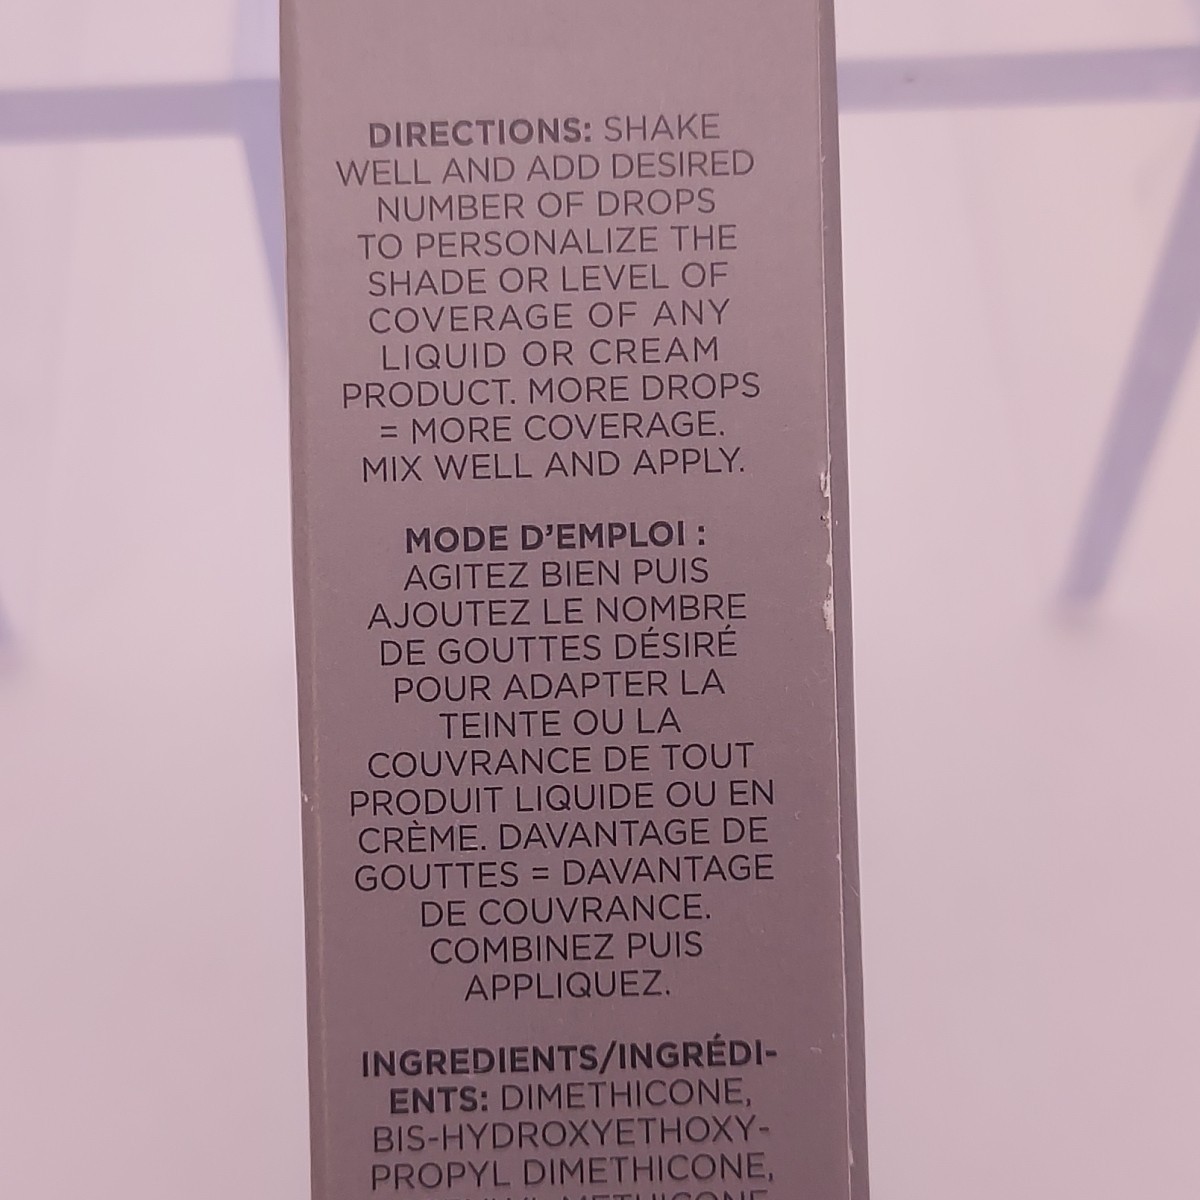 DIRECTIONS: SHAKE
WELL AND ADD DESIRED
NUMBER OF DROPS
TO PERSONALIZE THE
SHADE OR LEVEL OF
COVERAGE OF ANY
LIQUID OR CREAM
PRODUCT. MORE DROPS
= MORE COVERAGE.
MIX WELL AND APPLY.
MODE D'EMPLOI :
AGITEZ BIEN PUIS
AJOUTEZ LE NOMBRE
DE GOUTTES DÉSIRÉ
POUR ADAPTER LA
TEINTE OU LA
COUVRANCE DE TOUT
PRODUIT LIQUIDE OU EN
CRÈME. DAVANTAGE DE
GOUTTES = DAVANTAGE
DE COUVRANCE.
COMBINEZ PUIS
APPLIQUEZ.
INGREDIENTS/INGRÉDI-
ENTS: DIMETHICONE,
BIS-HYDROXYETHOXY-
PROPYL DIMETHICONE,